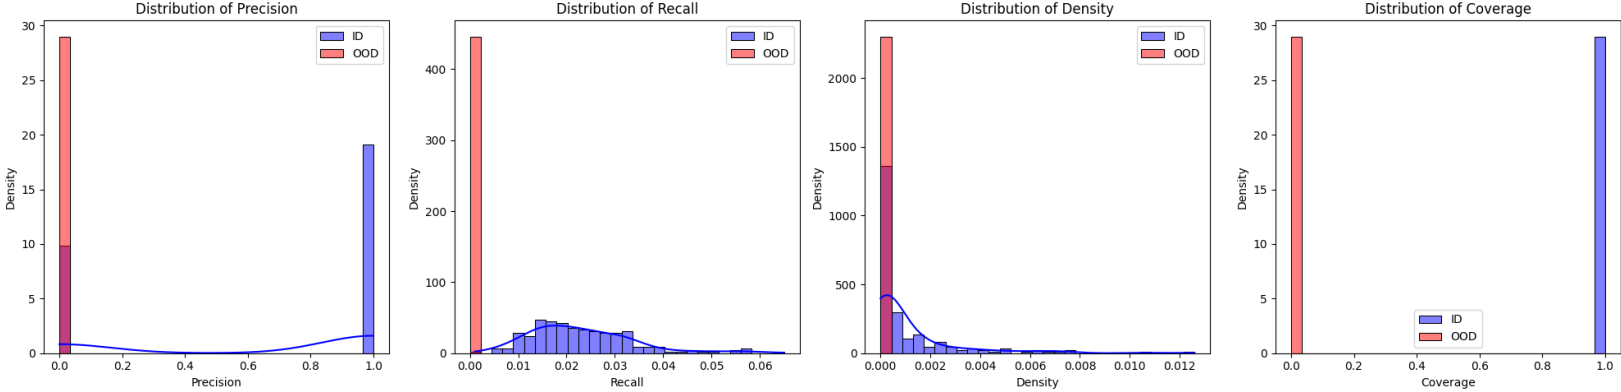 Distribution of Precision
30
25
20
15
10
5
0
Density
0.0 0.2 0.4 0.6 0.8 1.0
Precision
ID
OOD
Distribution of Recall
400
300
200
100
0
Density
0.00 0.01 0.02 0.03 0.04 0.05 0.06
Recall
ID
OOD
Distribution of Density
2000
1500
1000
500
0
Density
0.000 0.002 0.004 0.006 0.008 0.010 0.012
Density
ID
OOD
Distribution of Coverage
30
25
20
15
10
5
0
Density
0.0 0.2 0.4 0.6 0.8 1.0
Coverage
ID
OOD